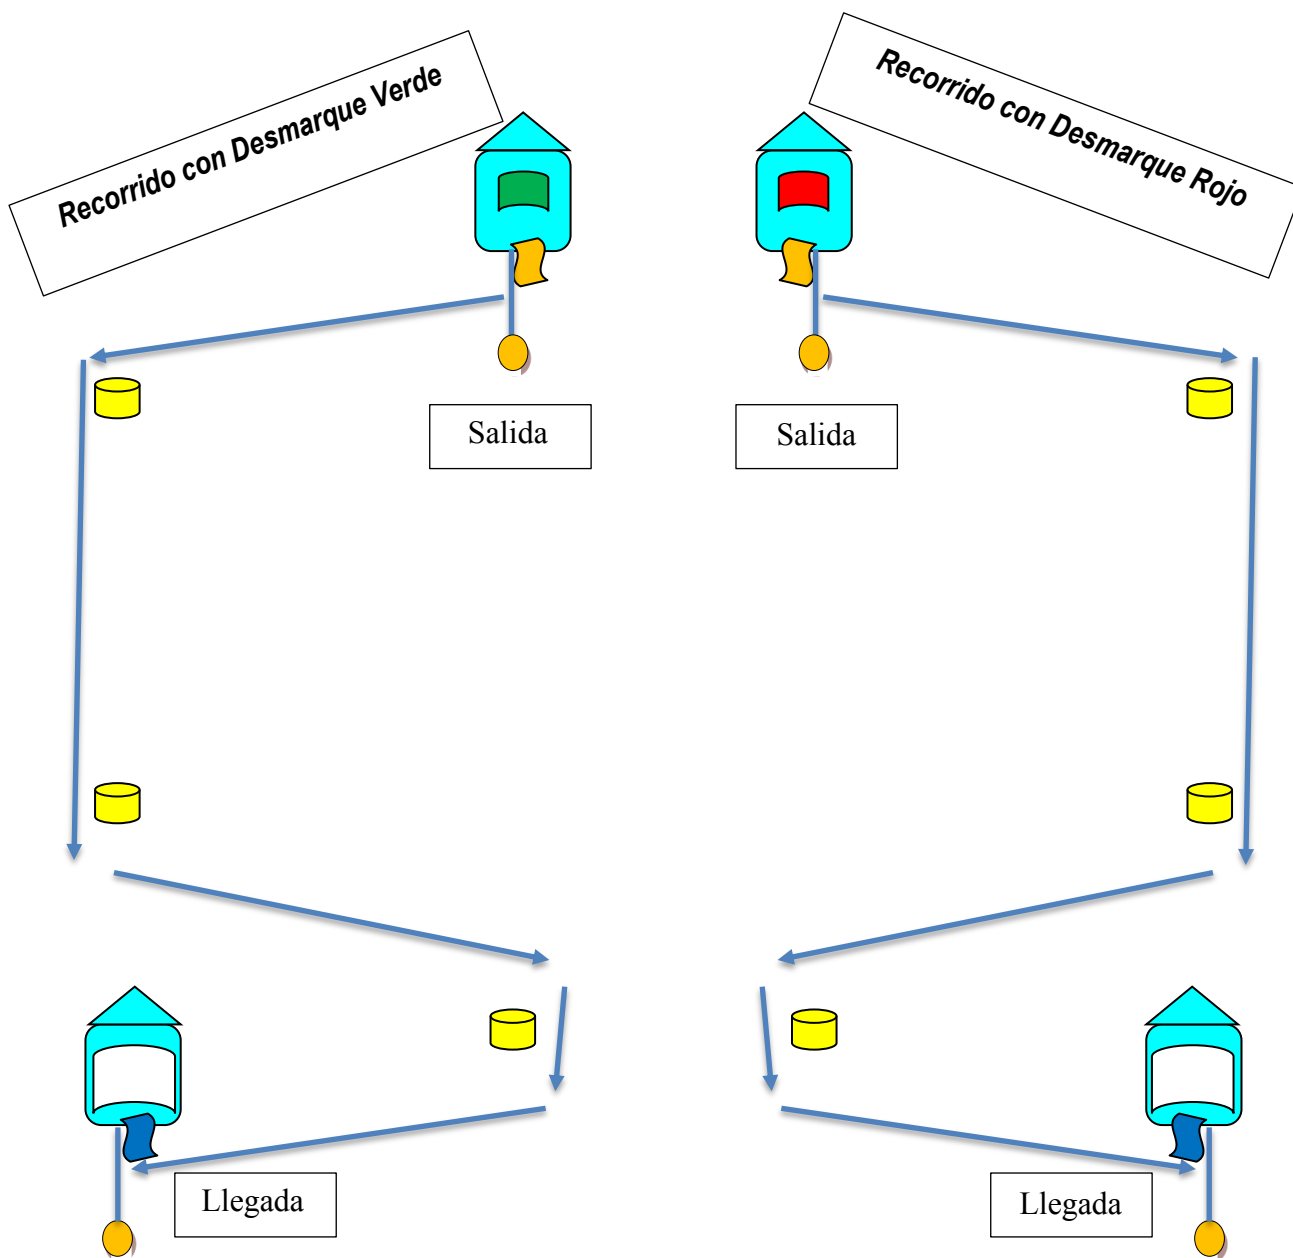 Recorrido con Desmarque Verde
Recorrido con Desmarque Rojo
Salida
Salida
Llegada
Llegada